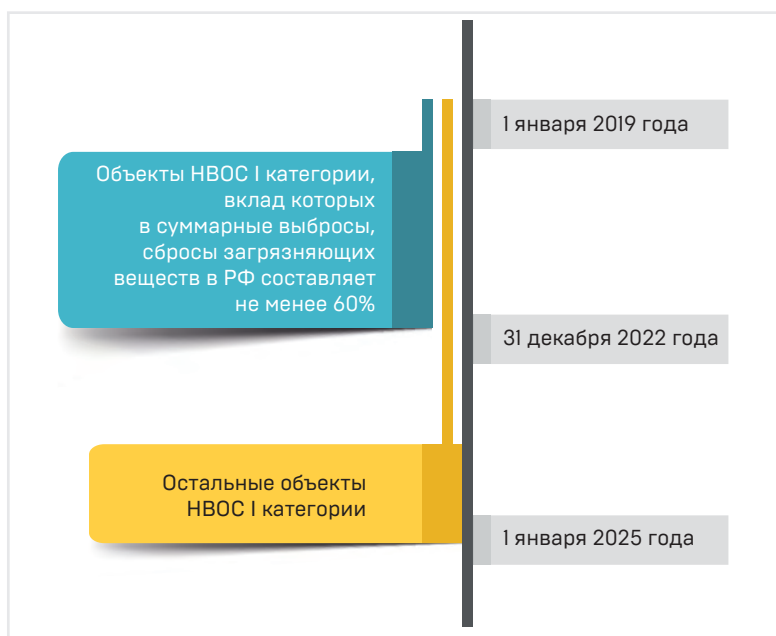 1 января 2019 года
Объекты НВОС I категории,
вклад которых
в суммарные выбросы,
сбросы загрязняющих
веществ в РФ составляет
не менее 60%
31 декабря 2022 года
Остальные объекты
НВОС I категории
1 января 2025 года